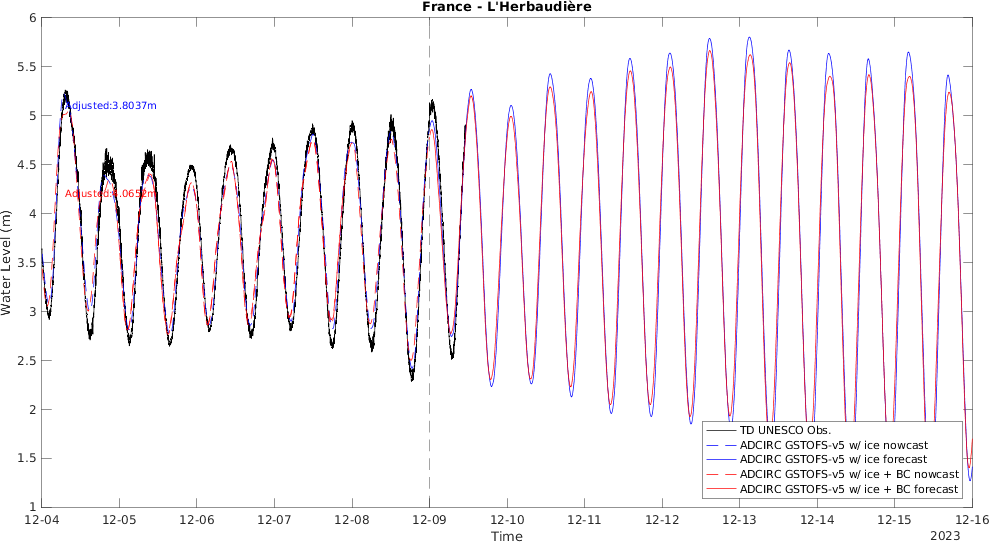 France - L'Herbaudière
Water Level (m)
6
5.5
5
4.5
4
3.5
3
2.5
2
1.5
1
Adjusted:3.8037m
12-04
12-05
12-06
12-07
12-08
12-09
12-10
12-11
12-12
12-13
12-14
12-15
12-16
Time
2023
TD UNESCO Obs.
ADCIRC GSTOFS-v5 w/ ice nowcast
ADCIRC GSTOFS-v5 w/ ice forecast
ADCIRC GSTOFS-v5 w/ ice + BC nowcast
ADCIRC GSTOFS-v5 w/ ice + BC forecast